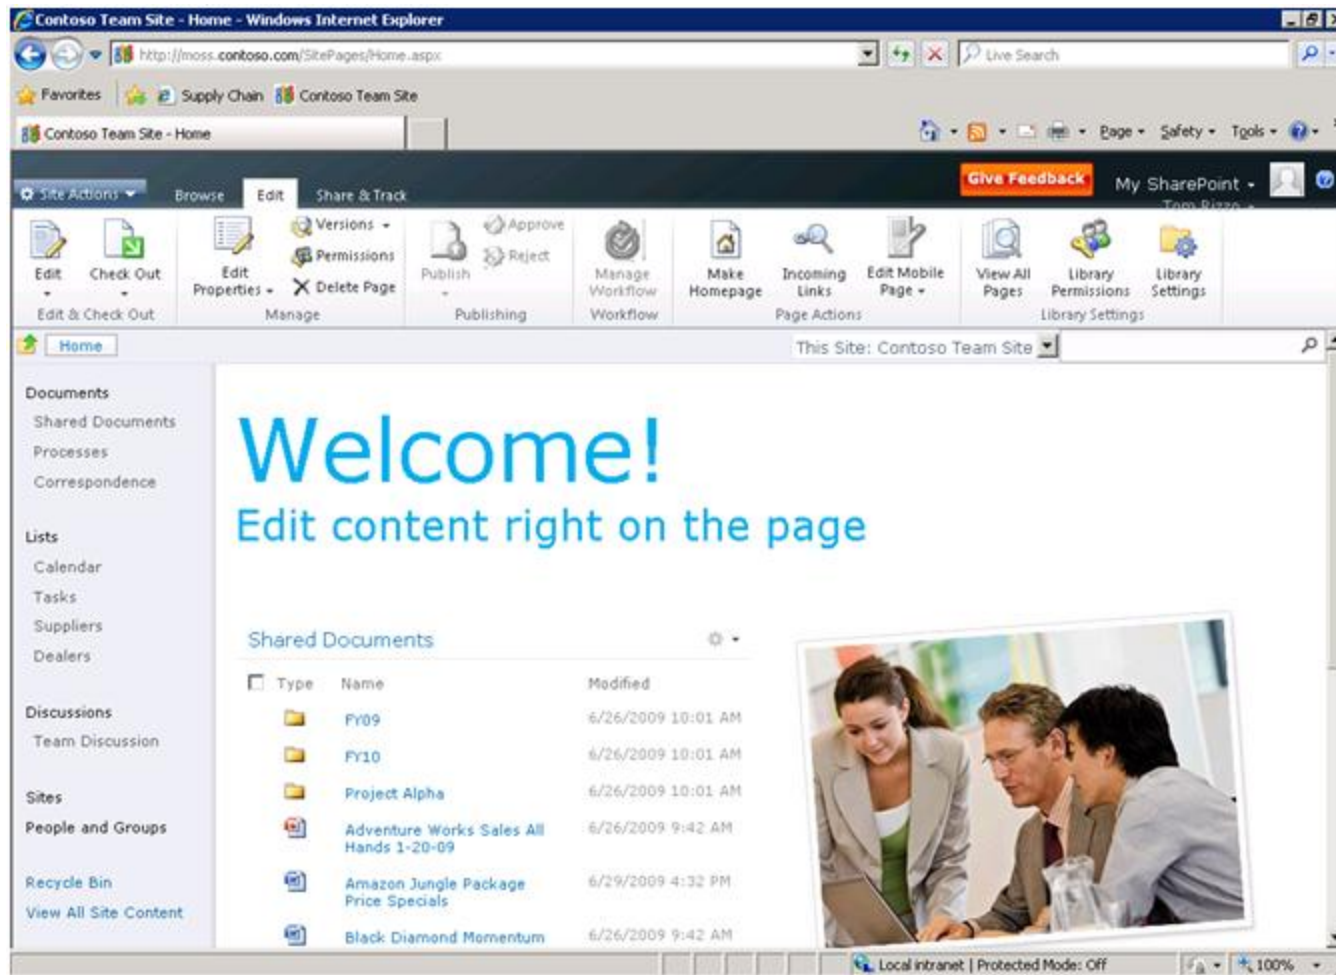 Contoso Team Site - Home - Windows Internet Explorer
http://moss.contoso.com/SitePages/Home.aspx
Live Search
Favorites
Supply Chain
Contoso Team Site
Contoso Team Site - Home
Page
Safety
Tools
Give Feedback
Site Actions
Browse
Edit
Share & Track
My SharePoint
Tom Rizzo
Edit
Check Out
Edit & Check Out
Edit Properties
Versions
Permissions
Delete Page
Manage
Publish
Approve
Reject
Publishing
Manage Workflow
Workflow
Make Homepage
Incoming Links
Edit Mobile Page
Page Actions
View All Pages
Library Permissions
Library Settings
Library Settings
Home
This Site: Contoso Team Site
Documents
Shared Documents
Processes
Correspondence
Lists
Calendar
Tasks
Suppliers
Dealers
Discussions
Team Discussion
Sites
People and Groups
Recycle Bin
View All Site Content
Welcome!
Edit content right on the page
Shared Documents
Type Name Modified
FY09 6/26/2009 10:01 AM
FY10 6/26/2009 10:01 AM
Project Alpha 6/26/2009 10:01 AM
Adventure Works Sales All 6/26/2009 9:42 AM
Hands 1-20-09
Amazon Jungle Package 6/29/2009 4:32 PM
Price Specials
Black Diamond Momentum 6/26/2009 9:42 AM
Local intranet | Protected Mode: Off
100%